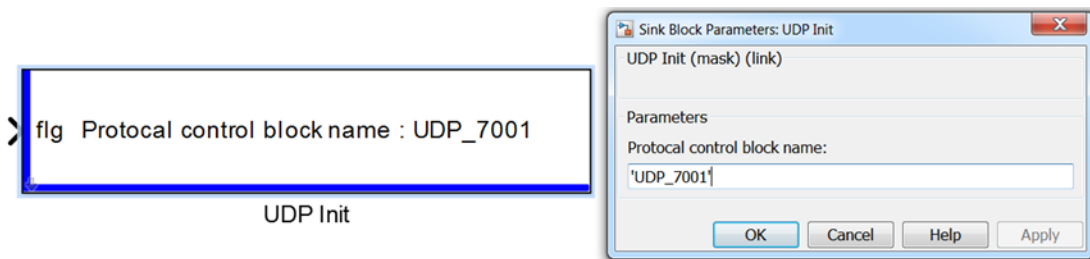 flg Protocal control block name : UDP_7001
UDP Init
Sink Block Parameters: UDP Init
UDP Init (mask) (link)
Parameters
Protocal control block name:
'UDP_7001'
OK Cancel Help Apply